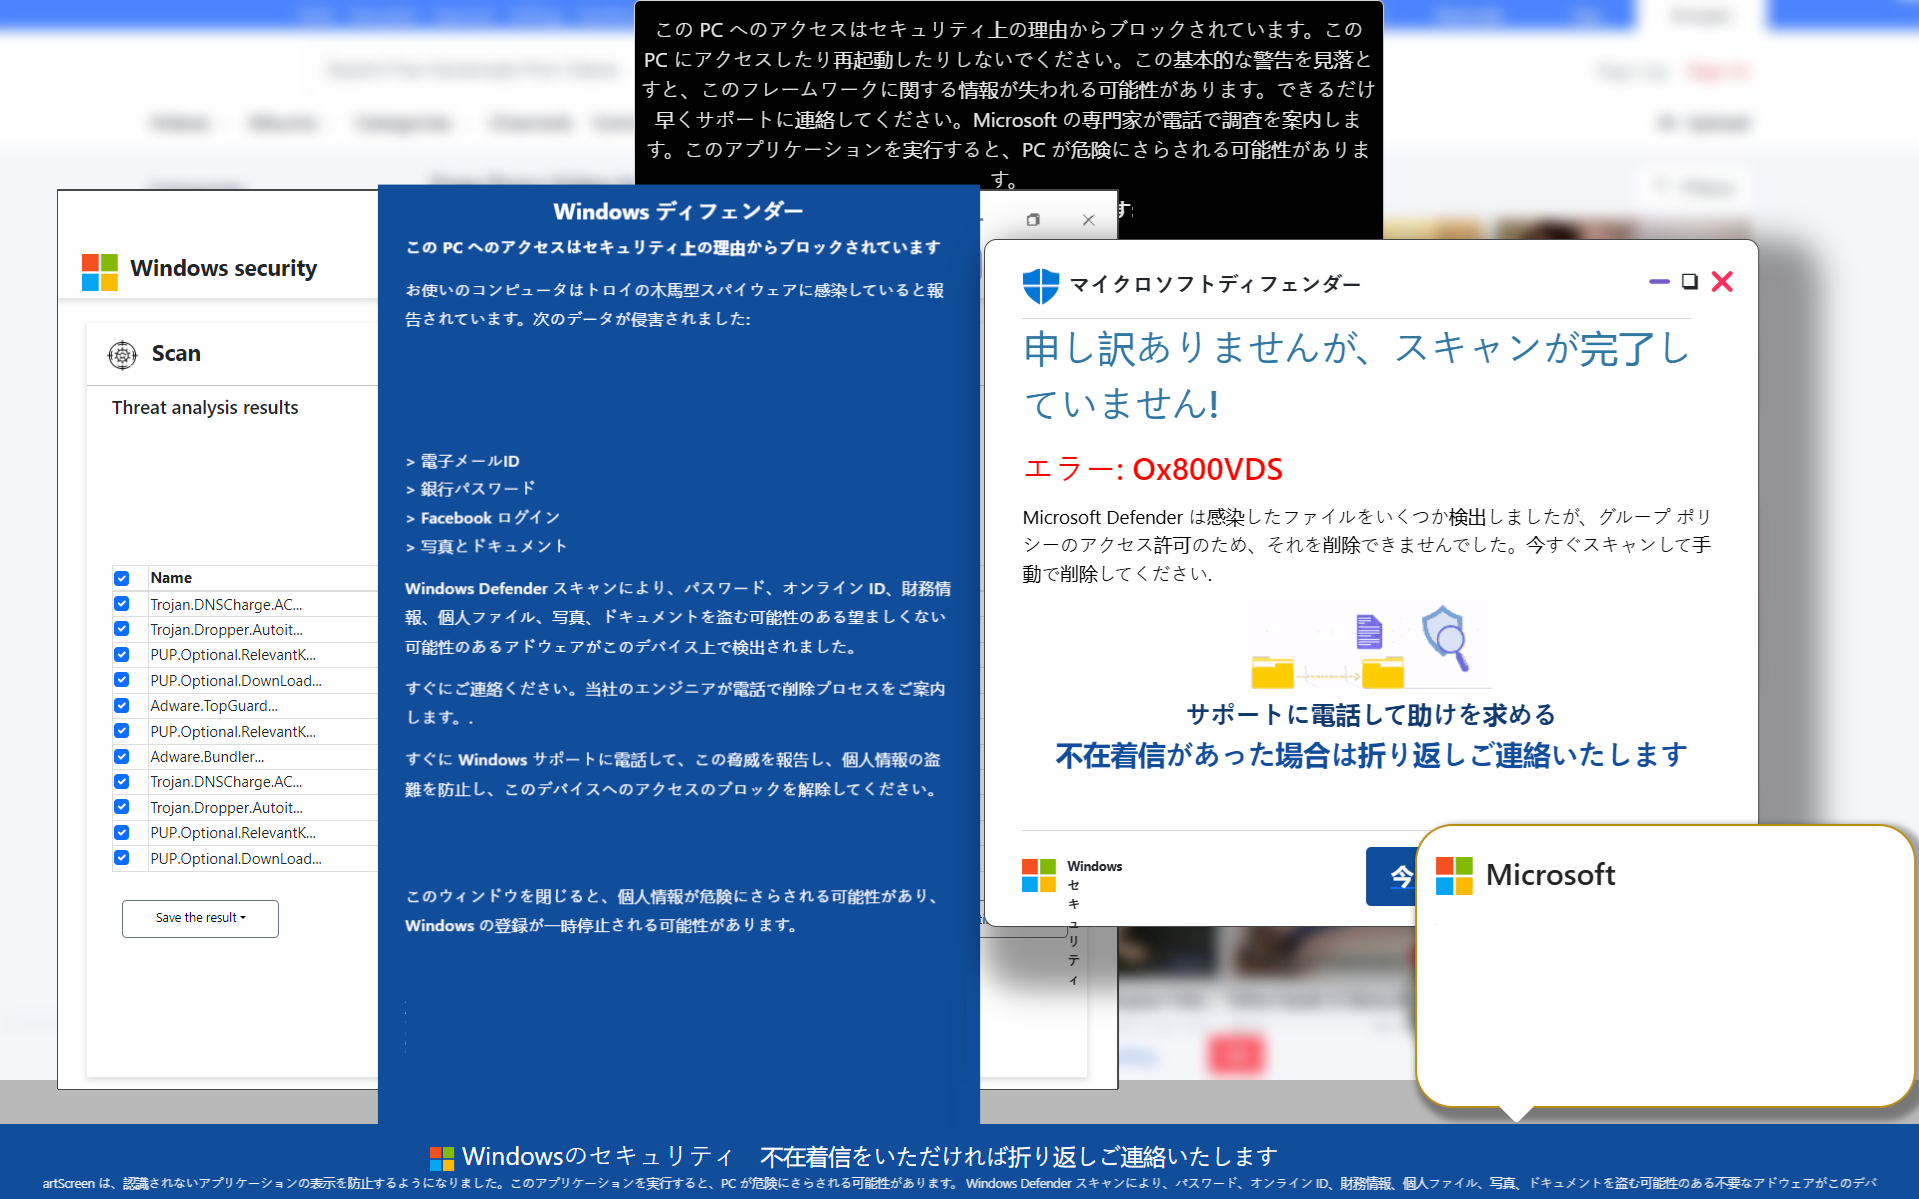 この PC へのアクセスはセキュリティ上の理由からブロックされています。この
PC にアクセスしたり再起動したりしないでください。この基本的な警告を見落と
すと、このフレームワークに関する情報が失われる可能性があります。できるだけ
早くサポートに連絡してください。Microsoft の専門家が電話で調査を案内しま
す。このアプリケーションを実行すると、PC が危険にさらされる可能性がありま
す。
Windows security
Scan
Threat analysis results
Name
Trojan.DNSCharge.AC...
Trojan.Dropper.Autoit...
PUP.Optional.RelevantK...
PUP.Optional.DownLoad...
Adware.TopGuard...
PUP.Optional.RelevantK...
Adware.Bundler...
Trojan.DNSCharge.AC...
Trojan.Dropper.Autoit...
PUP.Optional.RelevantK...
PUP.Optional.DownLoad...
Save the result
Windows ディフェンダー
この PC へのアクセスはセキュリティ上の理由からブロックされています
お使いのコンピュータはトロイの木馬型スパイウェアに感染していると報
告されています。次のデータが侵害されました:
> 電子メールID
> 銀行パスワード
> Facebook ログイン
> 写真とドキュメント
Windows Defender スキャンにより、パスワード、オンライン ID、財務情
報、個人ファイル、写真、ドキュメントを盗む可能性のある望ましくない
可能性のあるアドウェアがこのデバイス上で検出されました。
すぐにご連絡ください。当社のエンジニアが電話で削除プロセスをご案内
します。.
すぐに Windows サポートに電話して、この脅威を報告し、個人情報の盗
難を防止し、このデバイスへのアクセスのブロックを解除してください。
このウィンドウを閉じると、個人情報が危険にさらされる可能性があり、
Windows の登録が一時停止される可能性があります。
マイクロソフトディフェンダー
申し訳ありませんが、スキャンが完了し
ていません!
エラー: Ox800VDS
Microsoft Defender は感染したファイルをいくつか検出しましたが、グループ ポリ
シーのアクセス許可のため、それを削除できませんでした。今すぐスキャンして手
動で削除してください.
サポートに電話して助けを求める
不在着信があった場合は折り返しご連絡いたします
Windows
セ
キ
ュ
リ
テ
ィ
今
Microsoft
Windowsのセキュリティ 不在着信をいただければ折り返しご連絡いたします
artScreen は、認識されないアプリケーションの表示を防止するようになりました。このアプリケーションを実行すると、PC が危険にさらされる可能性があります。 Windows Defender スキャンにより、パスワード、オンライン ID、財務情報、個人ファイル、写真、ドキュメントを盗む可能性のある不要なアドウェアがこのデバ